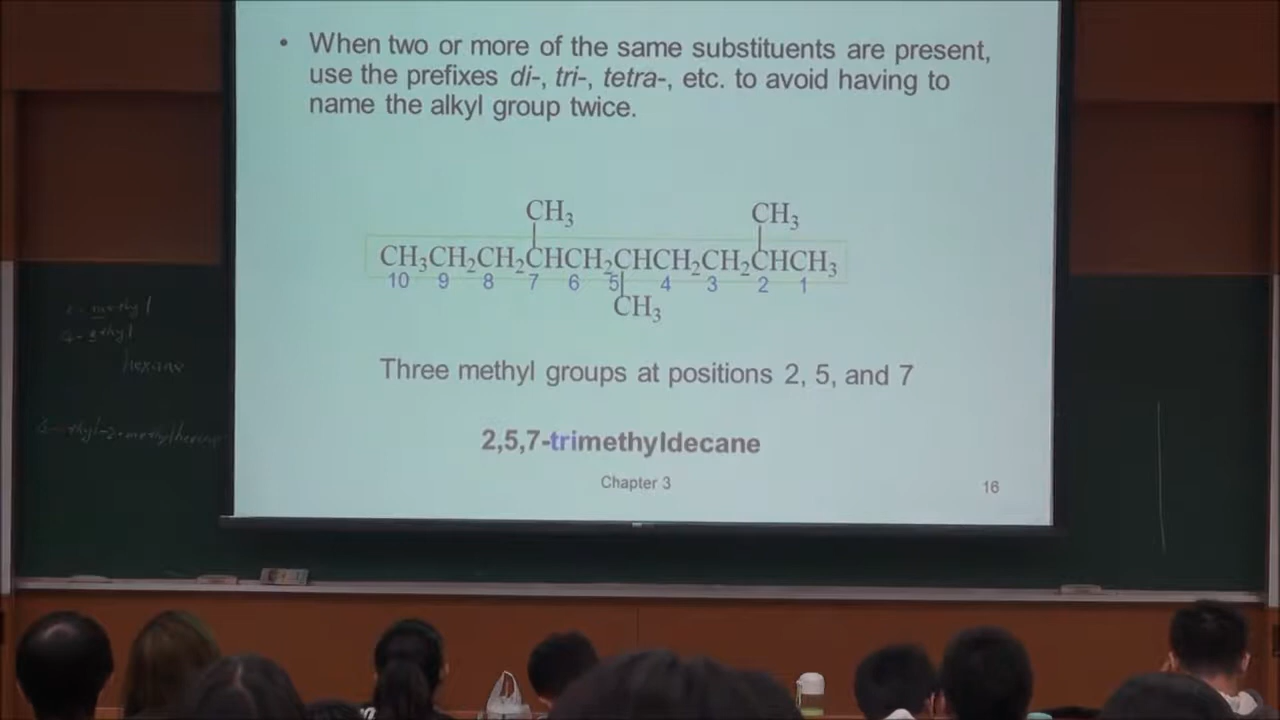 • When two or more of the same substituents are present,
use the prefixes di-, tri-, tetra-, etc. to avoid having to
name the alkyl group twice.
CH₃ CH₃
CH₃CH₂CH₂CHCH₂CHCH₂CH₂CHCH₃
10 9 8 7 6 5 4 3 2 1
CH₃
Three methyl groups at positions 2, 5, and 7
2,5,7-trimethyldecane
Chapter 3
16
hexane